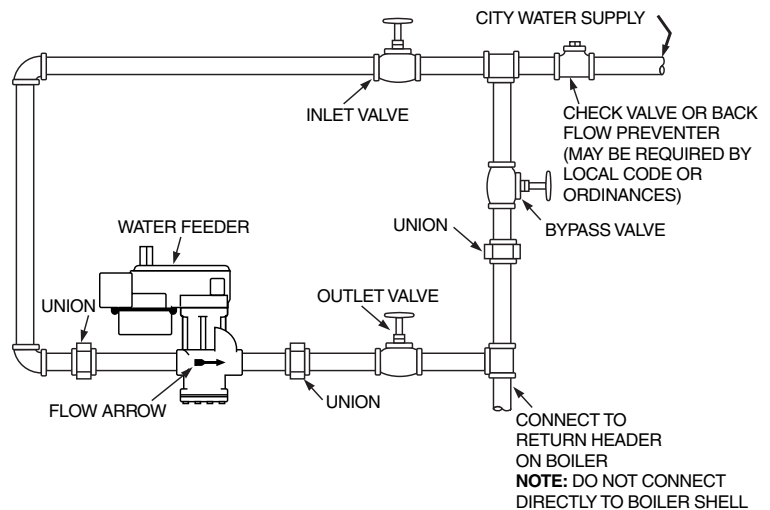 CITY WATER SUPPLY
INLET VALVE
CHECK VALVE OR BACK
FLOW PREVENTER
(MAY BE REQUIRED BY
LOCAL CODE OR
ORDINANCES)
WATER FEEDER
UNION
BYPASS VALVE
UNION
OUTLET VALVE
FLOW ARROW
UNION
CONNECT TO
RETURN HEADER
ON BOILER
NOTE: DO NOT CONNECT
DIRECTLY TO BOILER SHELL